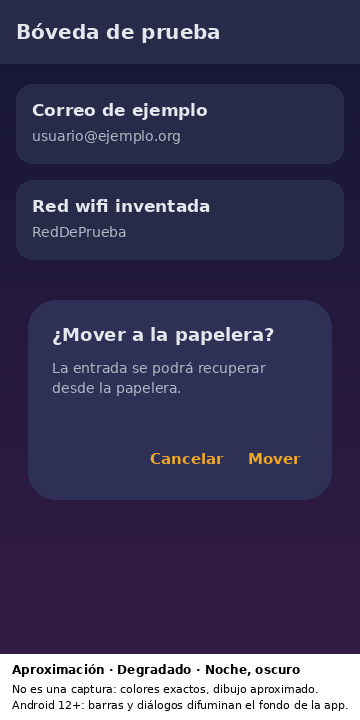 Bóveda de prueba
Correo de ejemplo
usuario@ejemplo.org
Red wifi inventada
RedDePrueba
¿Mover a la papelera?
La entrada se podrá recuperar
desde la papelera.
Cancelar Mover
Aproximación · Degradado · Noche, oscuro
No es una captura: colores exactos, dibujo aproximado.
Android 12+: barras y diálogos difuminan el fondo de la app.